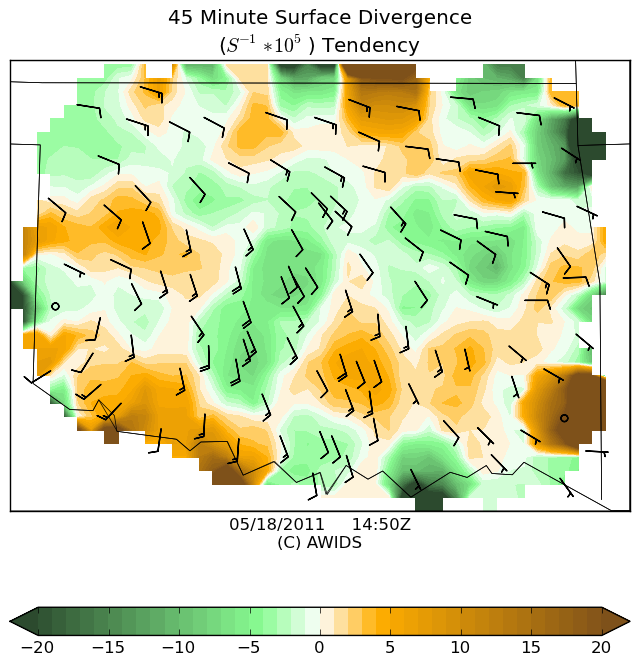 45 Minute Surface Divergence
(S⁻¹ * 10⁵ ) Tendency
05/18/2011 14:50Z
(C) AWIDS
−20 −15 −10 −5 0 5 10 15 20